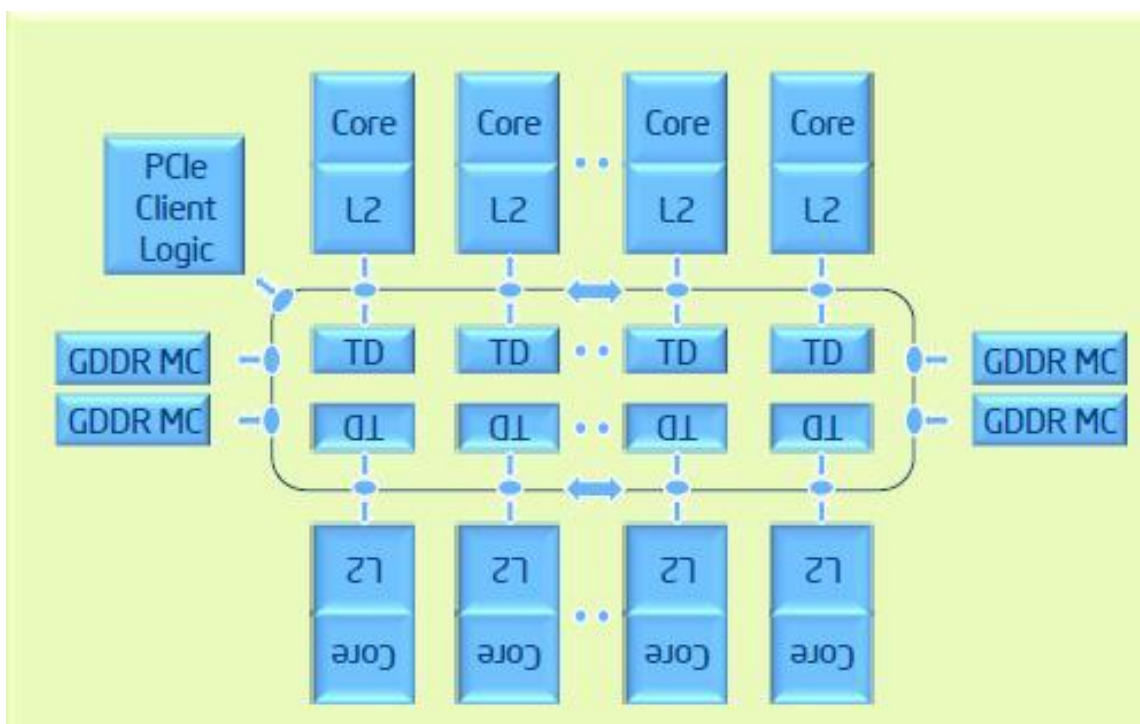 Core Core Core Core
PCIe
Client
Logic
L2 L2 L2 L2
GDDR MC TD TD TD TD GDDR MC
GDDR MC TD TD TD TD GDDR MC
L2 L2 L2 L2
Core Core Core Core